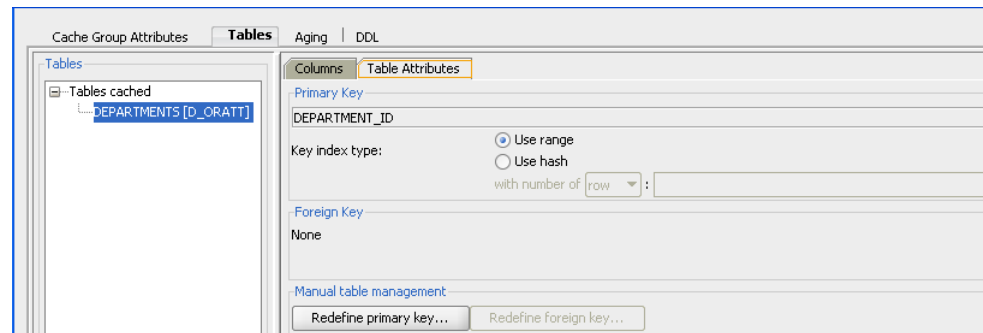 Cache Group Attributes Tables Aging DDL
Tables
Tables cached
DEPARTMENTS [D_ORATT]
Columns Table Attributes
Primary Key
DEPARTMENT_ID
Key index type:
Use range
Use hash
with number of row :
Foreign Key
None
Manual table management
Redefine primary key... Redefine foreign key...